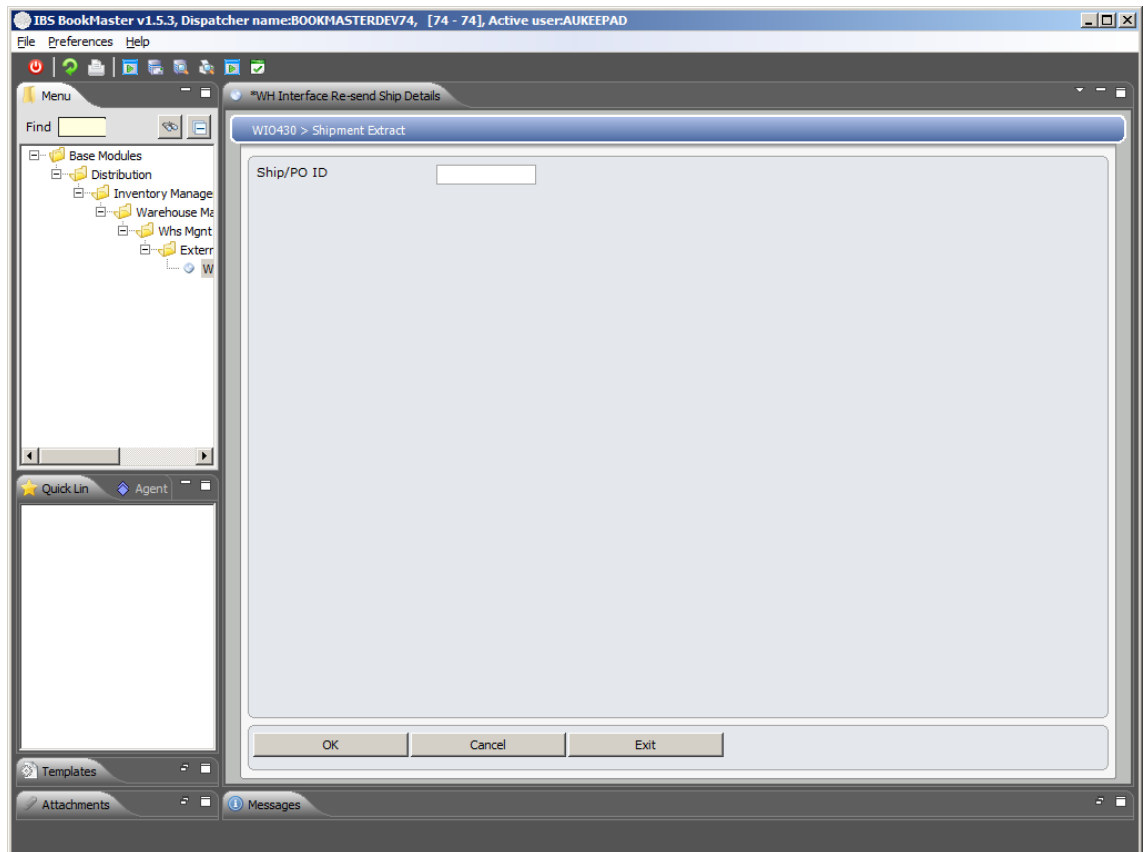 IBS BookMaster v1.5.3, Dispatcher name:BOOKMASTERDEV74, [74 - 74], Active user:AUKEEPAD
File Preferences Help
Menu
*WH Interface Re-send Ship Details
Find
WIO430 > Shipment Extract
Base Modules
Distribution
Inventory Manage
Warehouse Ma
Whs Mgnt
Extern
W
Ship/PO ID
Quick Lin
Agent
OK Cancel Exit
Templates
Attachments
Messages